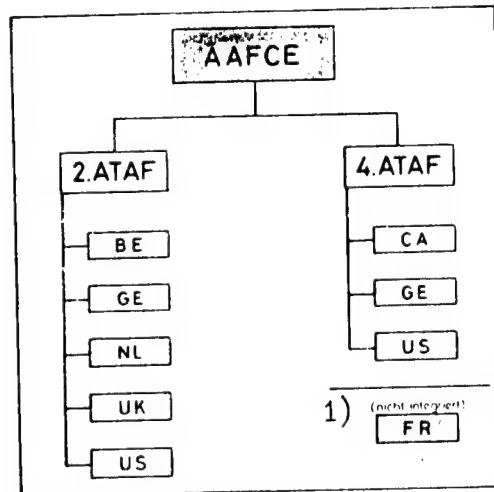 AAFCE
2.ATAF
4.ATAF
BE
GE
NL
UK
US
CA
GE
US
1) (nicht integriert)
FR